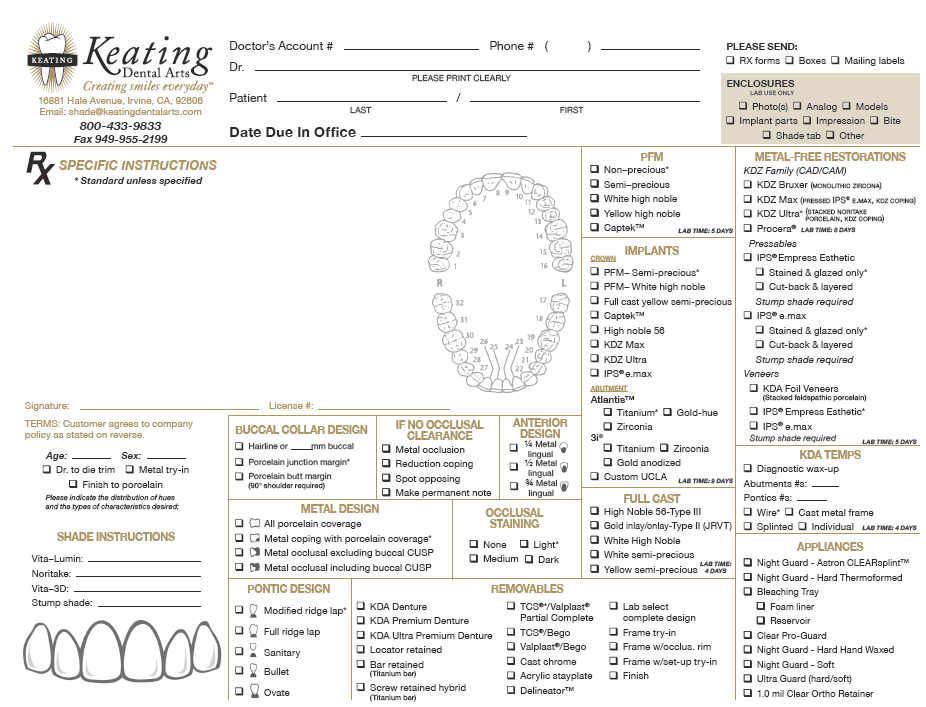 KEATING
Keating
Dental Arts
Creating smiles everyday™
16881 Hale Avenue, Irvine, CA, 92606
Email: shade@keatingdentalarts.com
800-433-9833
Fax 949-955-2199
Doctor's Account # Phone # ( )
Dr.
PLEASE PRINT CLEARLY
Patient /
LAST FIRST
Date Due In Office
PLEASE SEND:
RX forms Boxes Mailing labels
ENCLOSURES
LAB USE ONLY
Photo(s) Analog Models
Implant parts Impression Bite
Shade tab Other
Rx SPECIFIC INSTRUCTIONS
* Standard unless specified
1 2 3 4 5 6 7 8 9 10 11 12 13 14 15 16
R L
32 31 30 29 28 27 26 25 24 23 22 21 20 19 18 17
Signature: License #:
TERMS: Customer agrees to company
policy as stated on reverse.
Age: Sex:
Dr. to die trim Metal try-in
Finish to porcelain
Please indicate the distribution of hues
and the types of characteristics desired:
SHADE INSTRUCTIONS
Vita–Lumin:
Noritake:
Vita–3D:
Stump shade:
BUCCAL COLLAR DESIGN
Hairline or ____mm buccal
Porcelain junction margin*
Porcelain butt margin
(90° shoulder required)
IF NO OCCLUSAL
CLEARANCE
Metal occlusion
Reduction coping
Spot opposing
Make permanent note
ANTERIOR
DESIGN
¼ Metal
lingual
½ Metal
lingual
¾ Metal
lingual
METAL DESIGN
All porcelain coverage
Metal coping with porcelain coverage*
Metal occlusal excluding buccal CUSP
Metal occlusal including buccal CUSP
OCCLUSAL
STAINING
None Light*
Medium Dark
PONTIC DESIGN
Modified ridge lap*
Full ridge lap
Sanitary
Bullet
Ovate
REMOVABLES
KDA Denture
KDA Premium Denture
KDA Ultra Premium Denture
Locator retained
Bar retained
(Titanium bar)
Screw retained hybrid
(Titanium bar)
TCS®*/Valplast®
Partial Complete
TCS®/Bego
Valplast®/Bego
Cast chrome
Acrylic stayplate
Delineator™
Lab select
complete design
Frame try-in
Frame w/occlus. rim
Frame w/set-up try-in
Finish
PFM
Non–precious*
Semi–precious
White high noble
Yellow high noble
Captek™ LAB TIME: 5 DAYS
IMPLANTS
CROWN
PFM– Semi-precious*
PFM– White high noble
Full cast yellow semi-precious
Captek™
High noble 56
KDZ Max
KDZ Ultra
IPS® e.max
ABUTMENT
Atlantis™
Titanium* Gold-hue
Zirconia
3i®
Titanium Zirconia
Gold anodized
Custom UCLA LAB TIME: 9 DAYS
FULL CAST
High Noble 56-Type III
Gold inlay/onlay-Type II (JRVT)
White High Noble
White semi-precious
Yellow semi-precious LAB TIME:
4 DAYS
METAL-FREE RESTORATIONS
KDZ Family (CAD/CAM)
KDZ Bruxer (MONOLITHIC ZIRCONA)
KDZ Max (PRESSED IPS® E.MAX, KDZ COPING)
KDZ Ultra* (STACKED NORITAKE
PORCELAIN, KDZ COPING)
Procera® LAB TIME: 8 DAYS
Pressables
IPS® Empress Esthetic
Stained & glazed only*
Cut-back & layered
Stump shade required
IPS® e.max
Stained & glazed only*
Cut-back & layered
Stump shade required
Veneers
KDA Foil Veneers
(Stacked feldspathic porcelain)
IPS® Empress Esthetic*
IPS® e.max
Stump shade required LAB TIME: 5 DAYS
KDA TEMPS
Diagnostic wax-up
Abutments #s:
Pontics #s:
Wire* Cast metal frame
Splinted Individual LAB TIME: 4 DAYS
APPLIANCES
Night Guard - Astron CLEARsplint™
Night Guard - Hard Thermoformed
Bleaching Tray
Foam liner
Reservoir
Clear Pro-Guard
Night Guard - Hard Hand Waxed
Night Guard - Soft
Ultra Guard (hard/soft)
1.0 mil Clear Ortho Retainer